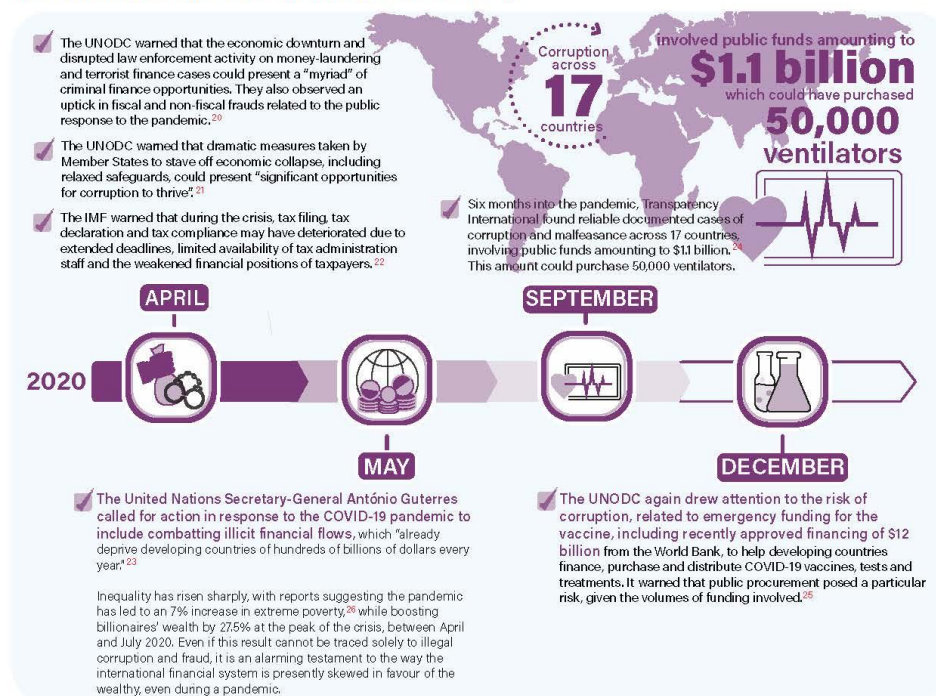 The UNODC warned that the economic downturn and
disrupted law enforcement activity on money-laundering
and terrorist finance cases could present a “myriad” of
criminal finance opportunities. They also observed an
uptick in fiscal and non-fiscal frauds related to the public
response to the pandemic.20
The UNODC warned that dramatic measures taken by
Member States to stave off economic collapse, including
relaxed safeguards, could present “significant opportunities
for corruption to thrive”. 21
The IMF warned that during the crisis, tax filing, tax
declaration and tax compliance may have deteriorated due to
extended deadlines, limited availability of tax administration
staff and the weakened financial positions of taxpayers. 22
Corruption
across
17
countries
involved public funds amounting to
$1.1 billion
which could have purchased
50,000
ventilators
Six months into the pandemic, Transparency
International found reliable documented cases of
corruption and malfeasance across 17 countries,
involving public funds amounting to $1.1 billion.24
This amount could purchase 50,000 ventilators.
APRIL
SEPTEMBER
2020
MAY
DECEMBER
The United Nations Secretary-General António Guterres
called for action in response to the COVID-19 pandemic to
include combatting illicit financial flows, which “already
deprive developing countries of hundreds of billions of dollars every
year.” 23
Inequality has risen sharply, with reports suggesting the pandemic
has led to an 7% increase in extreme poverty,26 while boosting
billionaires’ wealth by 27.5% at the peak of the crisis, between April
and July 2020. Even if this result cannot be traced solely to illegal
corruption and fraud, it is an alarming testament to the way the
international financial system is presently skewed in favour of the
wealthy, even during a pandemic.
The UNODC again drew attention to the risk of
corruption, related to emergency funding for the
vaccine, including recently approved financing of $12
billion from the World Bank, to help developing countries
finance, purchase and distribute COVID-19 vaccines, tests and
treatments. It warned that public procurement posed a particular
risk, given the volumes of funding involved.25